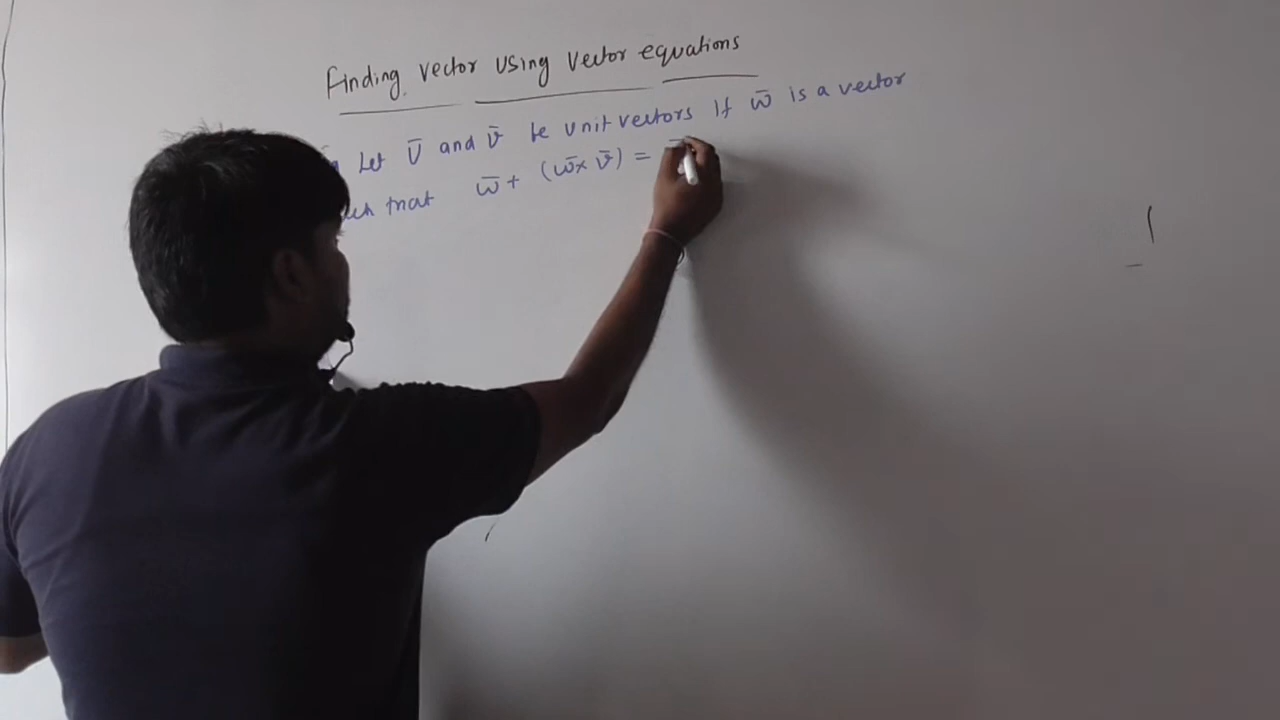 Finding vector using vector equations
Let Ū and v̄ be unit vectors If w̄ is a vector
that w̄ + (w̄ × v̄) =